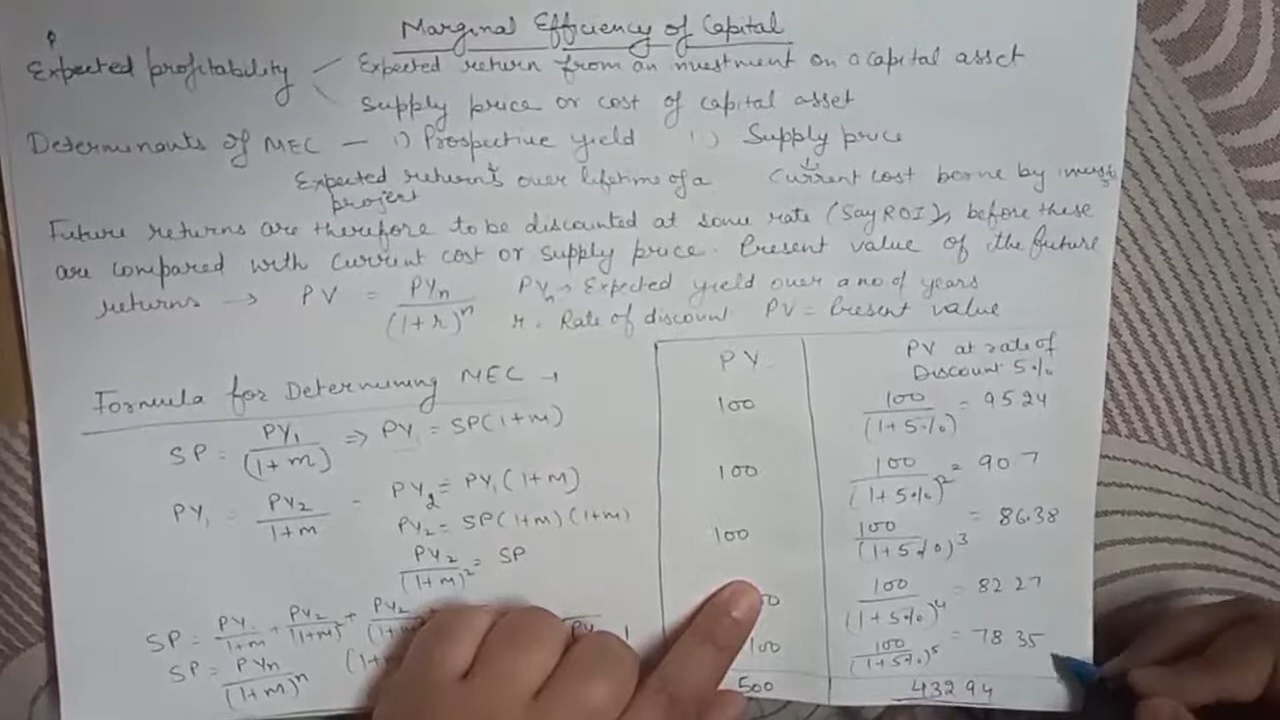 Marginal Efficiency of Capital
Expected profitability
Expected return from an investment on a capital asset
Supply price or cost of capital asset
Determinants of MEC — 1) Prospective yield
Supply price
Expected returns over lifetime of a
project
Current cost borne by
Future returns are therefore to be discounted at some rate (Say ROI), before these
are compared with current cost or supply price. Present value of the future
returns → PV = PYn/(1+r)^n
PYn → Expected yield over a no of years
r. Rate of discount PV = Present value
Formula for Determining MEC →
SP = PY1/(1+m) ⇒ PY = SP(1+m)
PY1 = PY2/1+m - PY2 = PY1(1+m)
PY2 = SP(1+m)(1+m)
PY2/(1+m)^2 = SP
SP = PY/1+m + PY2/(1+m)^2 + PY2/(1+m)
SP = PYn/(1+m)^n
PY
PV at rate of
Discount 5%
100
100/(1+5%) = 95.24
100
100/(1+5%)^2 = 90.7
100
100/(1+5%)^3 = 86.38
100/(1+5%)^4 = 82 27
100
100/(1+5%)^5 = 78 35
500
432 94